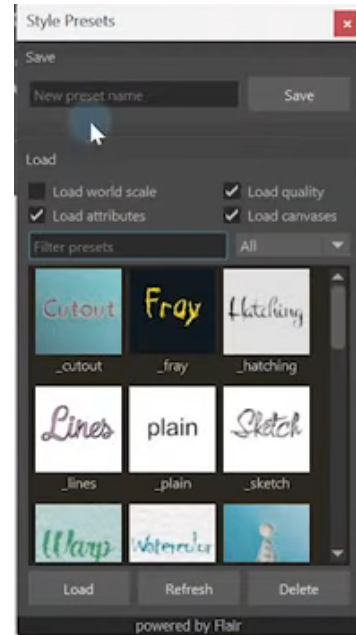 Style Presets
Save
New preset name
Save
Load
Load world scale
Load quality
Load attributes
Load canvases
Filter presets
All
Cutout
Fray
Hatching
_cutout
_fray
_hatching
Lines
plain
Sketch
_lines
_plain
_sketch
Warp
Watercolor
Load
Refresh
Delete
powered by Flair